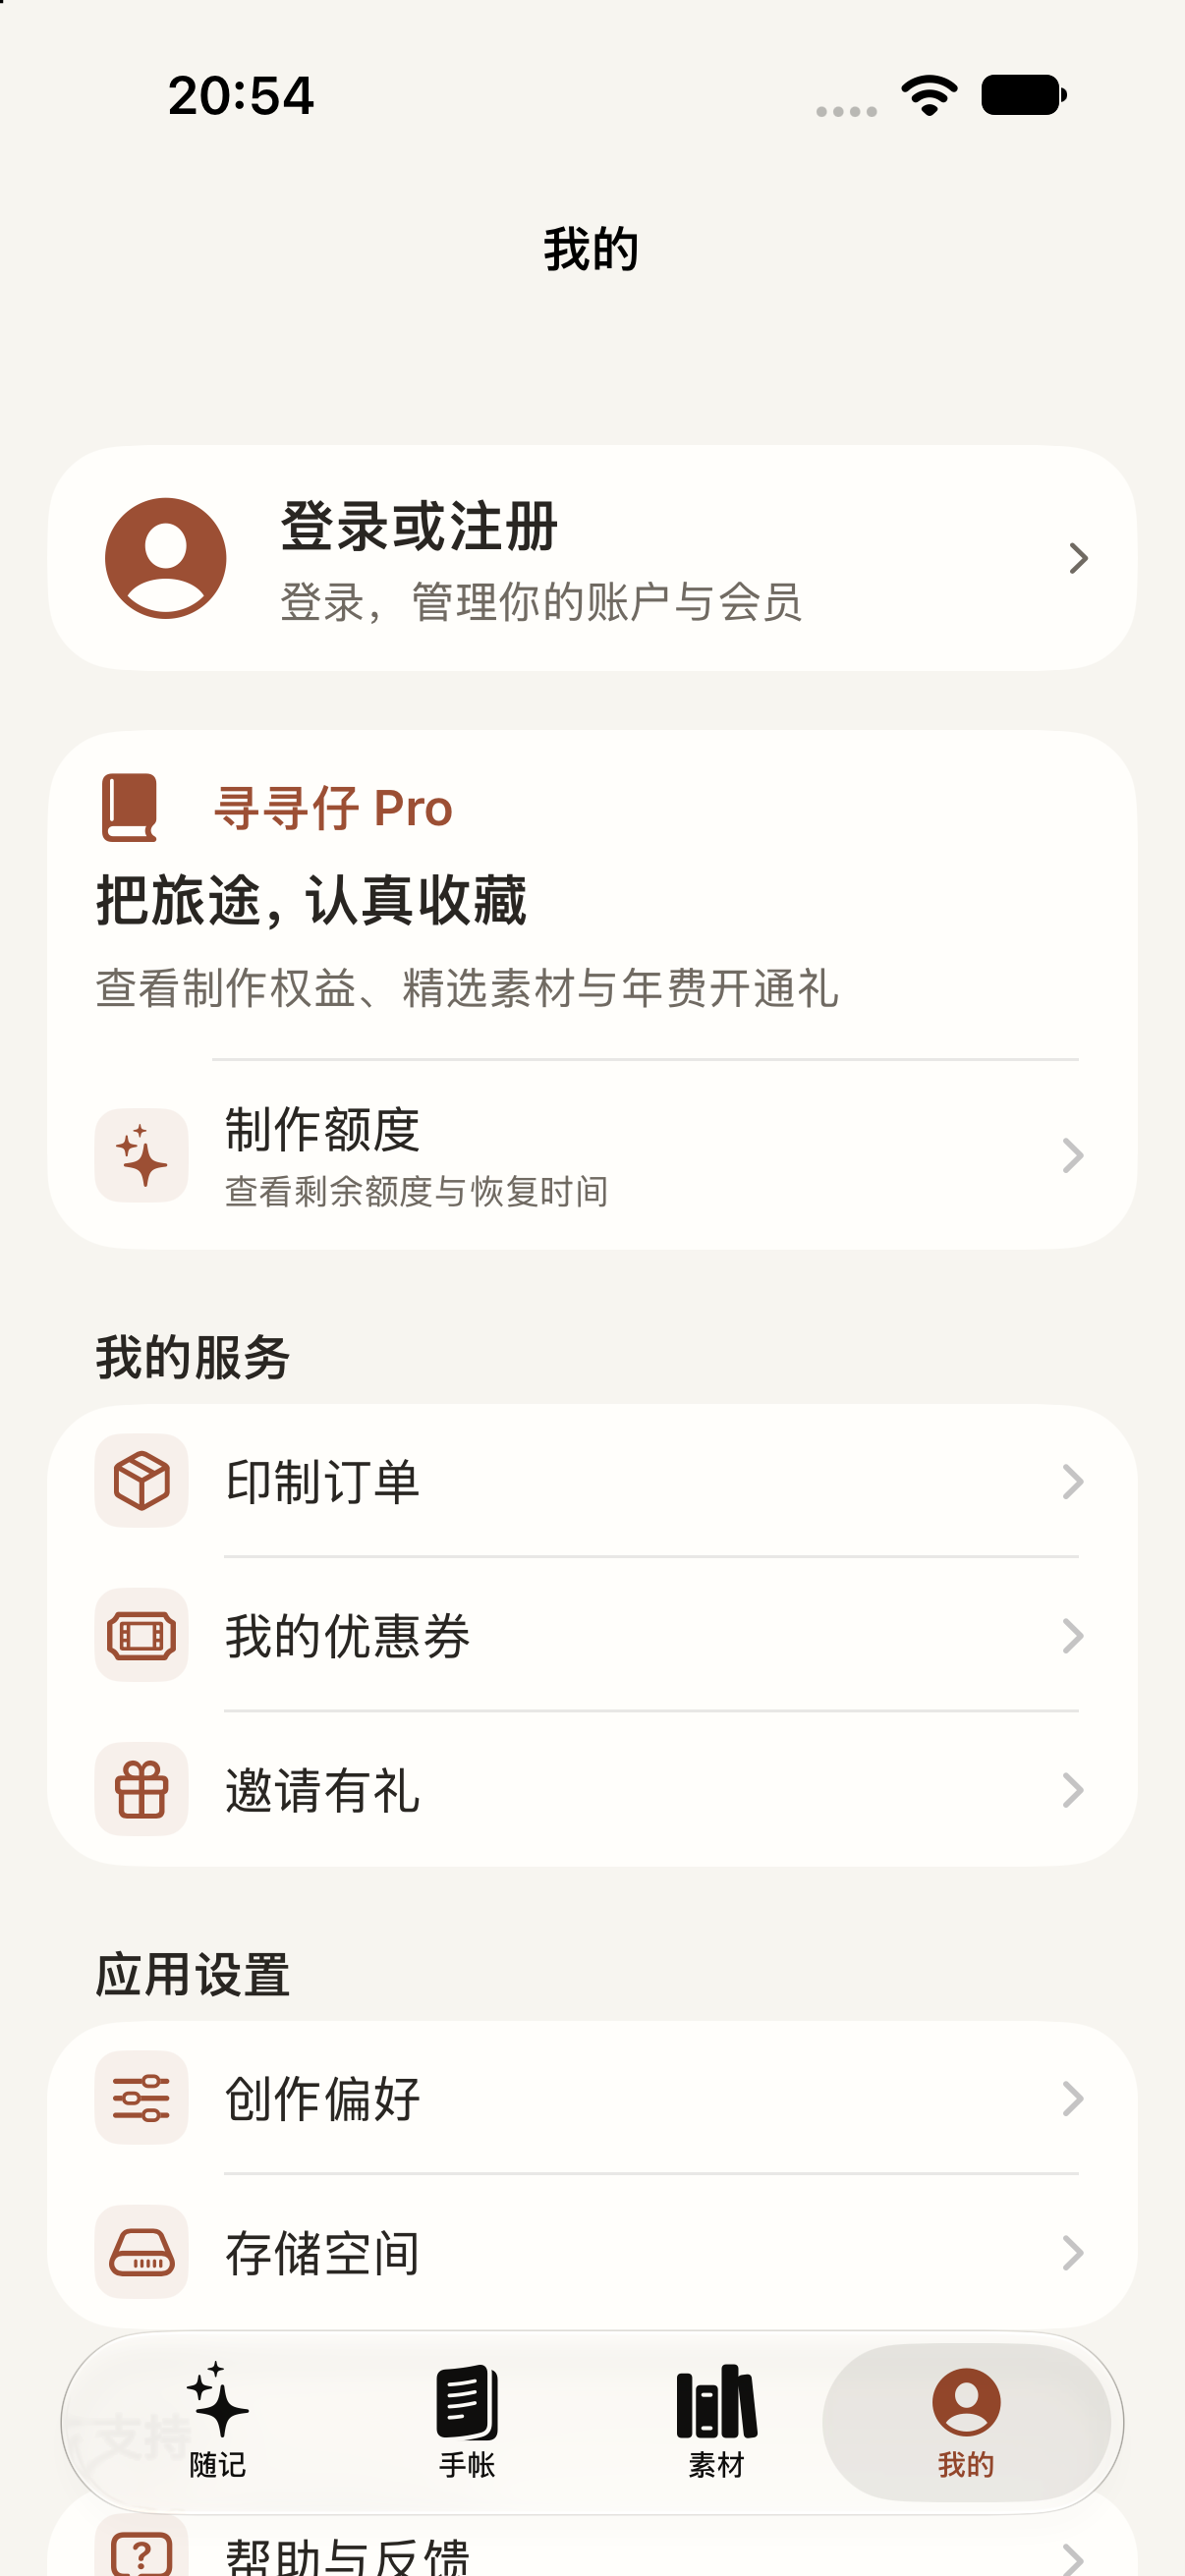 20:54
我的
登录或注册
登录，管理你的账户与会员
寻寻仔 Pro
把旅途，认真收藏
查看制作权益、精选素材与年费开通礼
制作额度
查看剩余额度与恢复时间
我的服务
印制订单
我的优惠券
邀请有礼
应用设置
创作偏好
存储空间
支持
随记
手帐
素材
我的
帮助与反馈